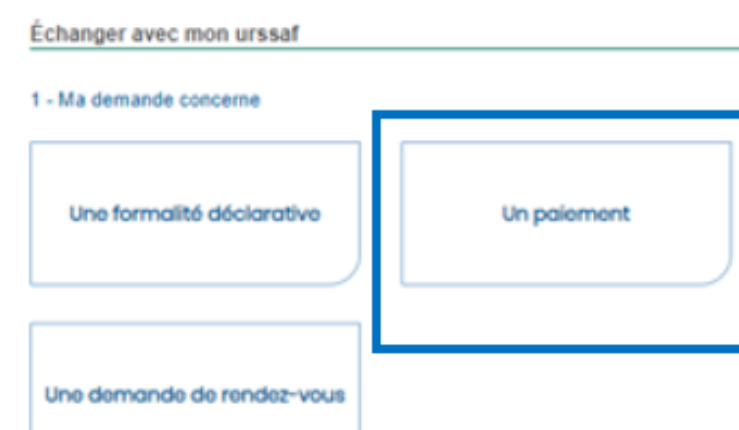 Échanger avec mon urssaf
1 - Ma demande concerne
Une formalité déclarative
Un paiement
Une demande de rendez-vous